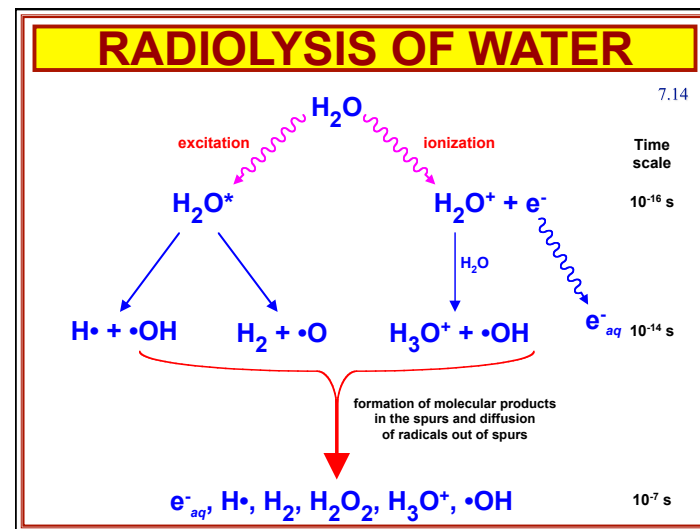 RADIOLYSIS OF WATER
7.14
H₂O
excitation
ionization
Time
scale
H₂O*
H₂O⁺ + e⁻
10⁻¹⁶ s
H₂O
H• + •OH
H₂ + •O
H₃O⁺ + •OH
e⁻aq
10⁻¹⁴ s
formation of molecular products
in the spurs and diffusion
of radicals out of spurs
e⁻aq, H•, H₂, H₂O₂, H₃O⁺, •OH
10⁻⁷ s